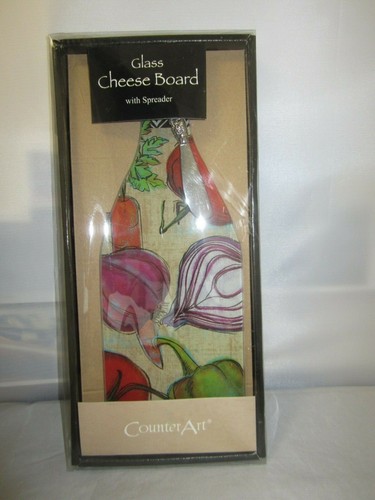 Glass
Cheese Board
with Spreader
CounterArt®